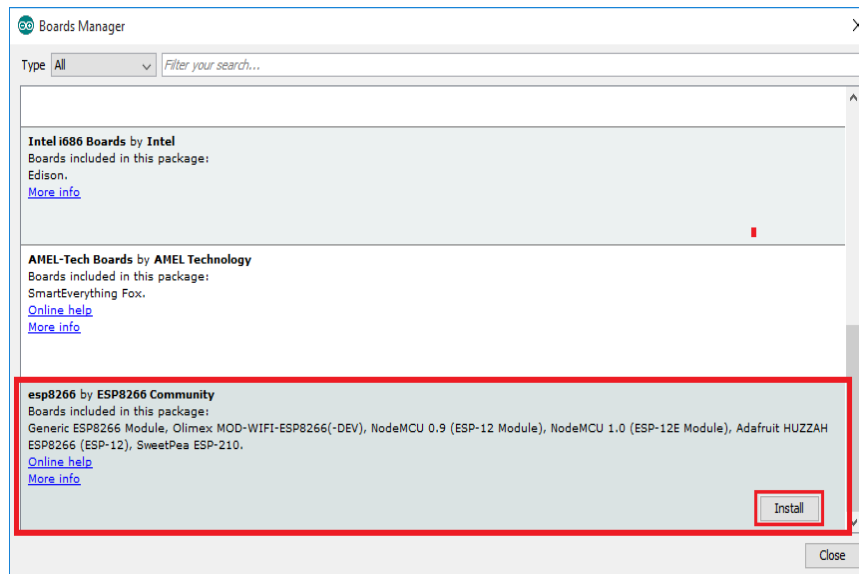 Boards Manager
Type All Filter your search...
Intel i686 Boards by Intel
Boards included in this package:
Edison.
More info
AMEL-Tech Boards by AMEL Technology
Boards included in this package:
SmartEverything Fox.
Online help
More info
esp8266 by ESP8266 Community
Boards included in this package:
Generic ESP8266 Module, Olimex MOD-WIFI-ESP8266(-DEV), NodeMCU 0.9 (ESP-12 Module), NodeMCU 1.0 (ESP-12E Module), Adafruit HUZZAH
ESP8266 (ESP-12), SweetPea ESP-210.
Online help
More info
Install
Close